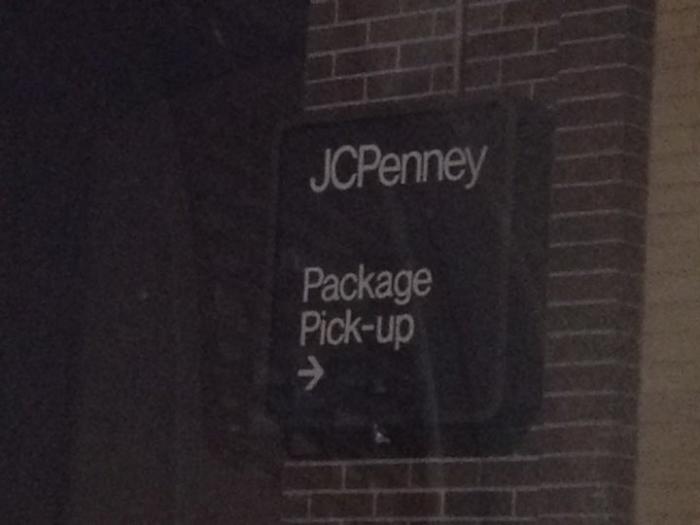 JCPenney
Package
Pick-up
→